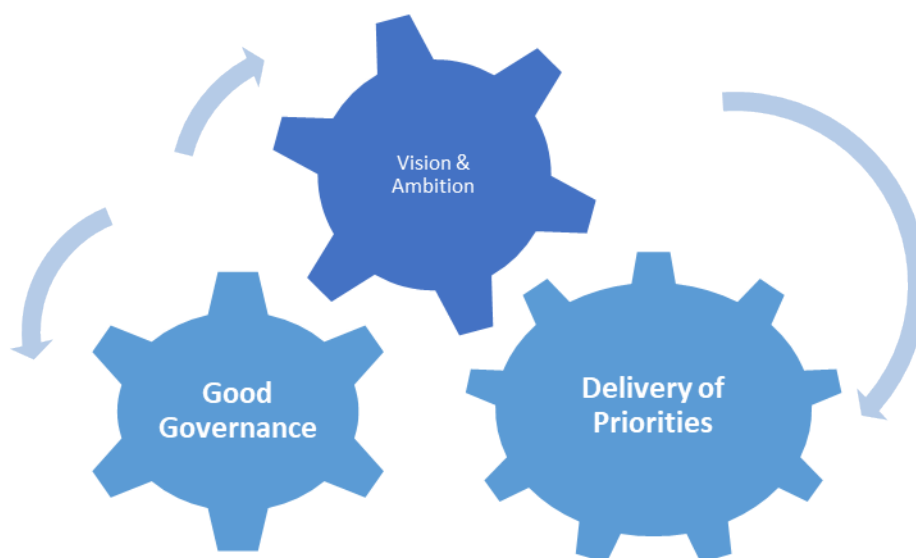 Vision &
Ambition
Good
Governance
Delivery of
Priorities